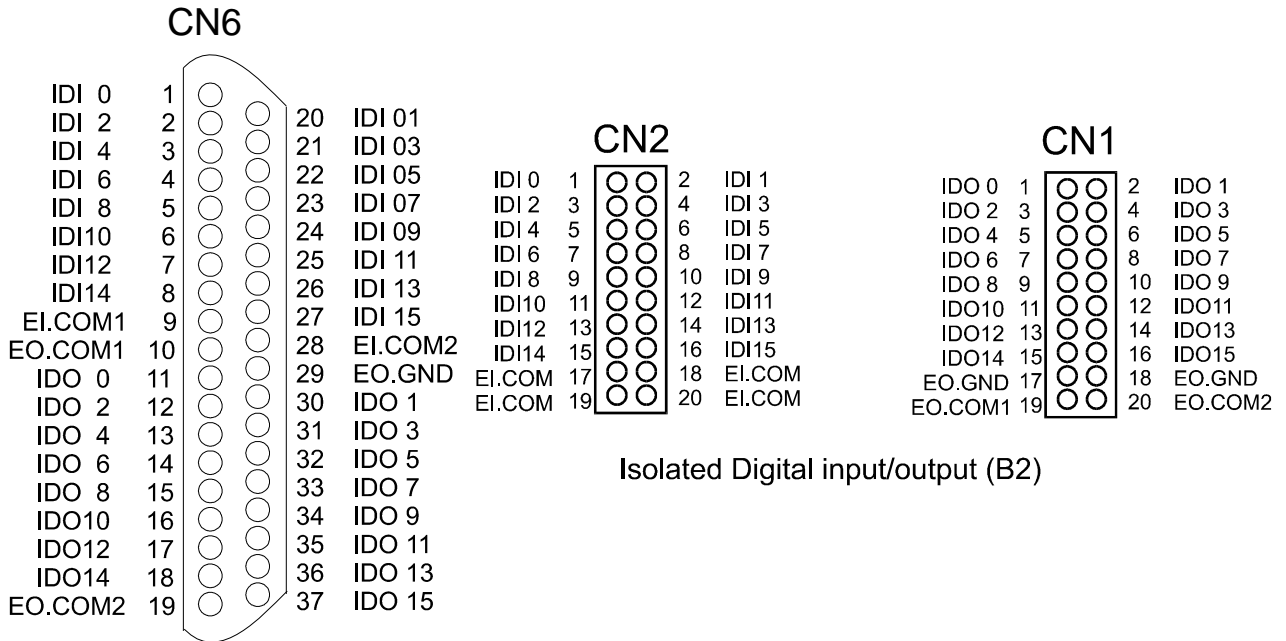 CN6
IDI 0 1
IDI 2 2
IDI 4 3
IDI 6 4
IDI 8 5
IDI10 6
IDI12 7
IDI14 8
EI.COM1 9
EO.COM1 10
IDO 0 11
IDO 2 12
IDO 4 13
IDO 6 14
IDO 8 15
IDO10 16
IDO12 17
IDO14 18
EO.COM2 19
20 IDI 01
21 IDI 03
22 IDI 05
23 IDI 07
24 IDI 09
25 IDI 11
26 IDI 13
27 IDI 15
28 EI.COM2
29 EO.GND
30 IDO 1
31 IDO 3
32 IDO 5
33 IDO 7
34 IDO 9
35 IDO 11
36 IDO 13
37 IDO 15
CN2
IDI 0 1 2 IDI 1
IDI 2 3 4 IDI 3
IDI 4 5 6 IDI 5
IDI 6 7 8 IDI 7
IDI 8 9 10 IDI 9
IDI10 11 12 IDI11
IDI12 13 14 IDI13
IDI14 15 16 IDI15
EI.COM 17 18 EI.COM
EI.COM 19 20 EI.COM
CN1
IDO 0 1 2 IDO 1
IDO 2 3 4 IDO 3
IDO 4 5 6 IDO 5
IDO 6 7 8 IDO 7
IDO 8 9 10 IDO 9
IDO10 11 12 IDO11
IDO12 13 14 IDO13
IDO14 15 16 IDO15
EO.GND 17 18 EO.GND
EO.COM1 19 20 EO.COM2
Isolated Digital input/output (B2)